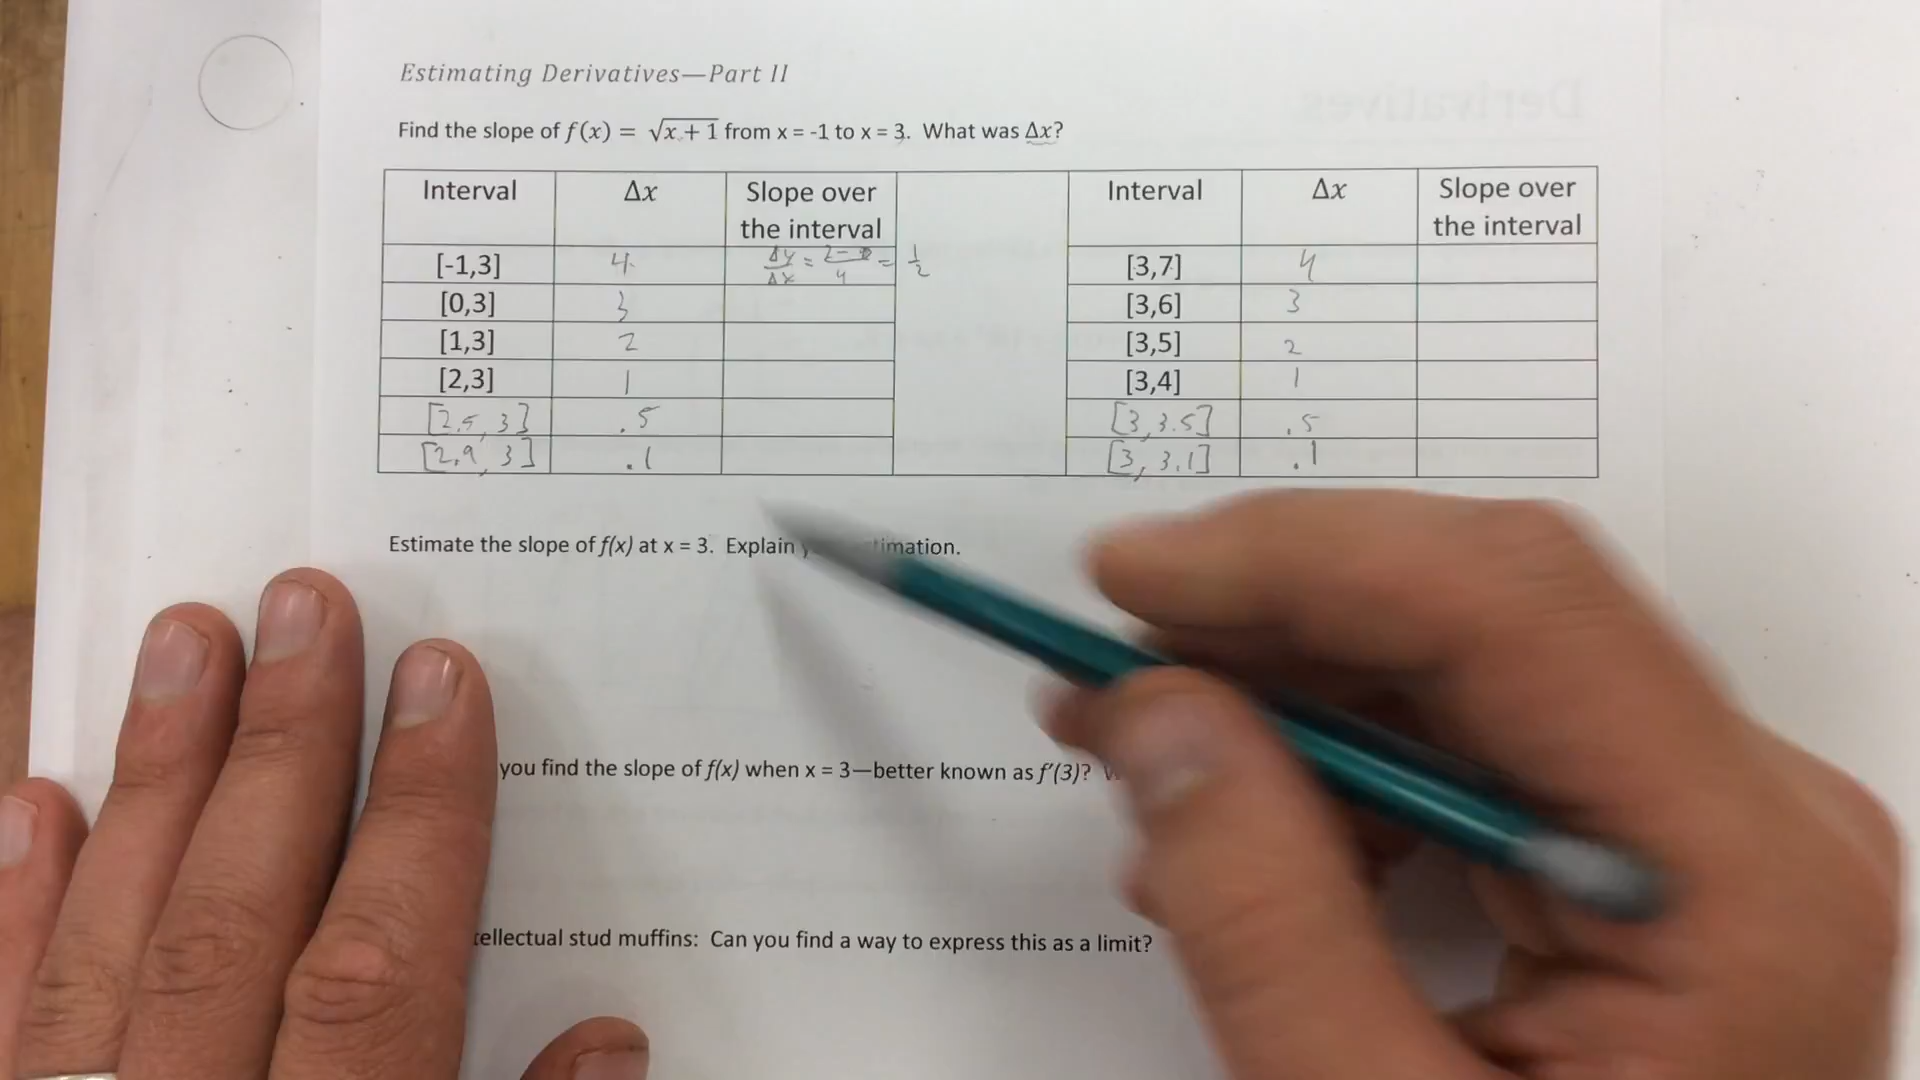 Estimating Derivatives—Part II
Find the slope of f(x) = √x + 1 from x = -1 to x = 3. What was Δx?
Interval Δx Slope over the interval Interval Δx Slope over the interval
[-1,3] 4 Δy/Δx = 2-0/4 = 1/2 [3,7] 4
[0,3] 3 [3,6] 3
[1,3] 2 [3,5] 2
[2,3] 1 [3,4] 1
[2.5, 3] .5 [3, 3.5] .5
[2.9, 3] .1 [3, 3.1] .1
Estimate the slope of f(x) at x = 3. Explain
you find the slope of f(x) when x = 3—better known as f'(3)?
stud muffins: Can you find a way to express this as a limit?